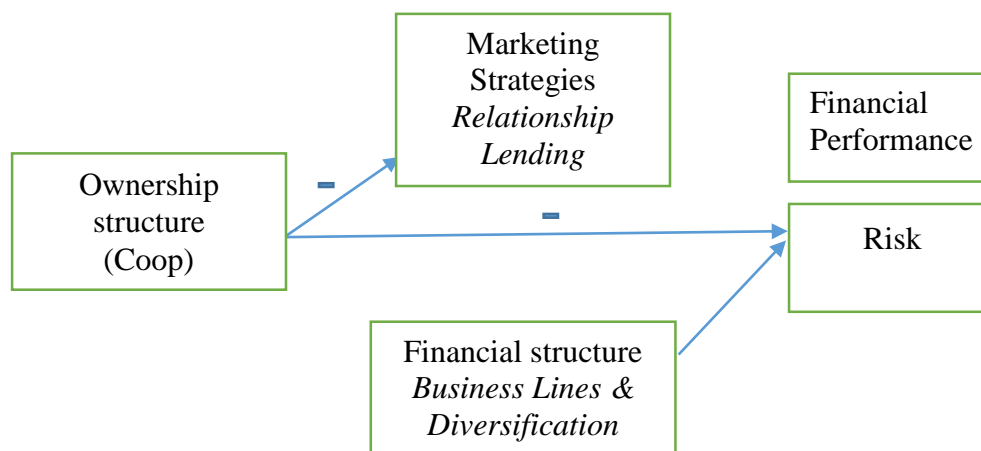 Marketing
Strategies
Relationship
Lending
Financial
Performance
Ownership
structure
(Coop)
-
-
Risk
Financial structure
Business Lines &
Diversification